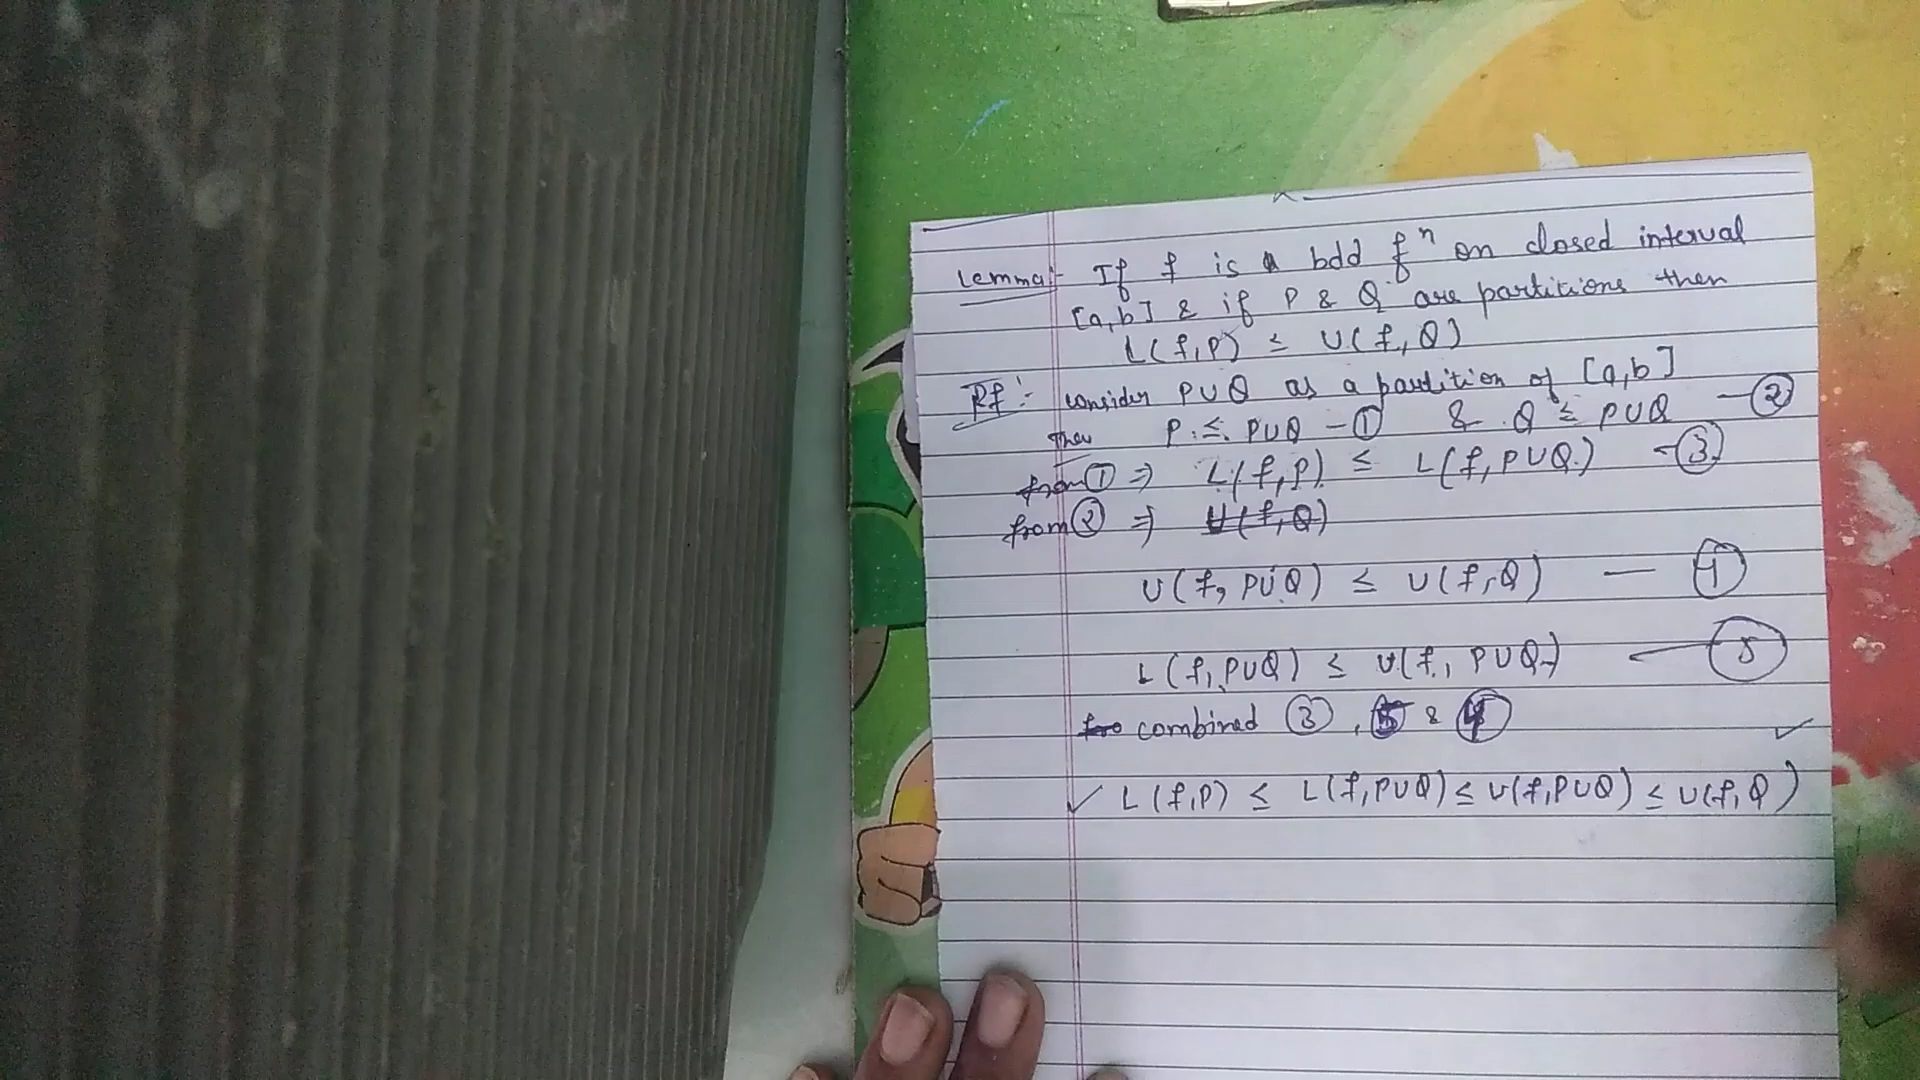 Lemma:- If f is a bdd fⁿ on closed interval
[a,b] & if P & Q are partitions then
L(f,P) ≤ U(f,Q)
Pf:- consider P∪Q as a partition of [a,b]
then P ≤ P∪Q - ① & Q ≤ P∪Q - ②
from ① ⇒ L(f,P) ≤ L(f,P∪Q) - ③
from ② ⇒ U(f,Q)
U(f,P∪Q) ≤ U(f,Q) - ④
L(f,P∪Q) ≤ U(f,P∪Q) - ⑤
combined ③, ⑤ & ④
✓ L(f,P) ≤ L(f,P∪Q) ≤ U(f,P∪Q) ≤ U(f,Q)